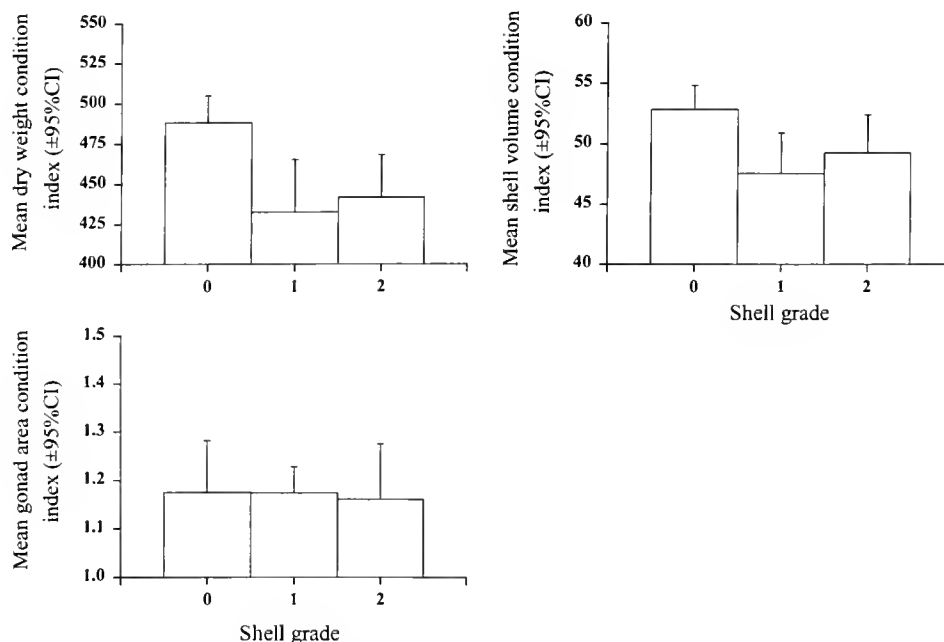 Mean dry weight condition
index (±95%CI)
550
525
500
475
450
425
400
0 1 2
Mean shell volume condition
index (±95%CI)
60
55
50
45
40
0 1 2
Shell grade
Mean gonad area condition
index (±95%CI)
1.5
1.4
1.3
1.2
1.1
1.0
0 1 2
Shell grade